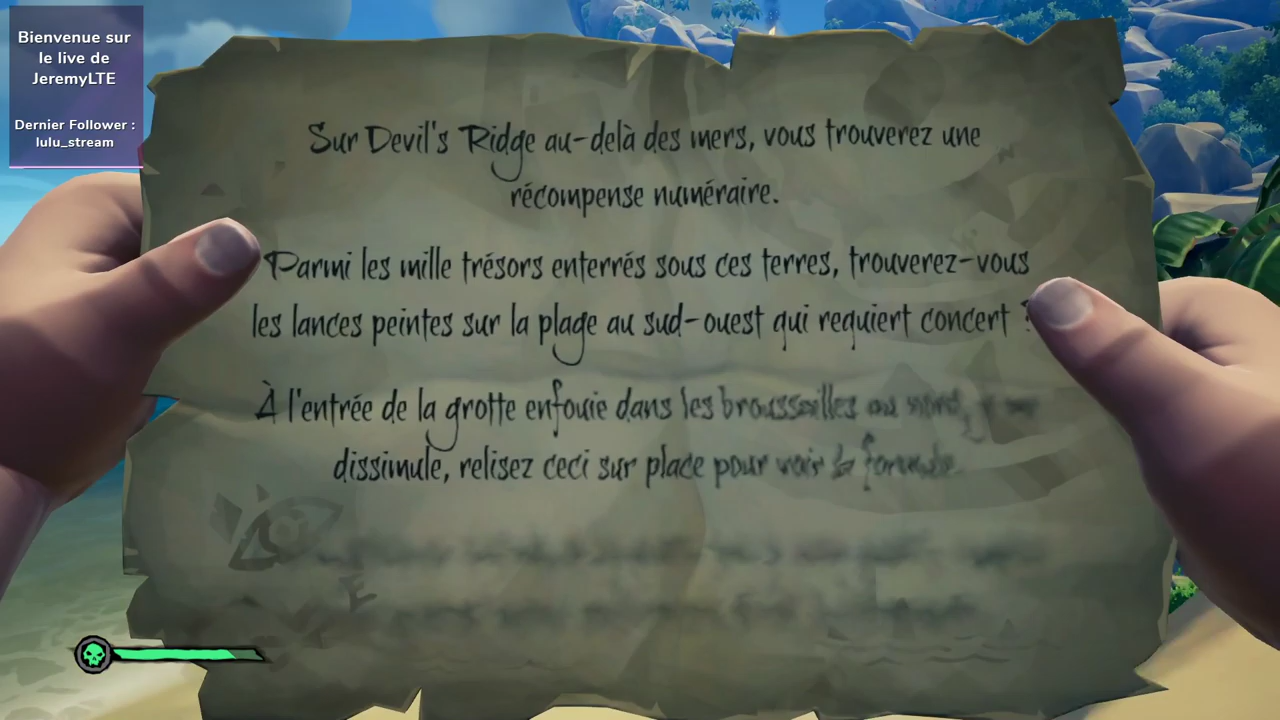 Bienvenue sur
le live de
JeremyLTE
Dernier Follower :
lulu_stream
Sur Devil's Ridge au-delà des mers, vous trouverez une
récompense numéraire.
Parmi les mille trésors enterrés sous ces terres, trouverez-vous
les lances peintes sur la plage au sud-ouest qui requiert concert ?
À l'entrée de la grotte enfouie dans les broussailles au nord,
dissimule, relisez ceci sur place pour voir la